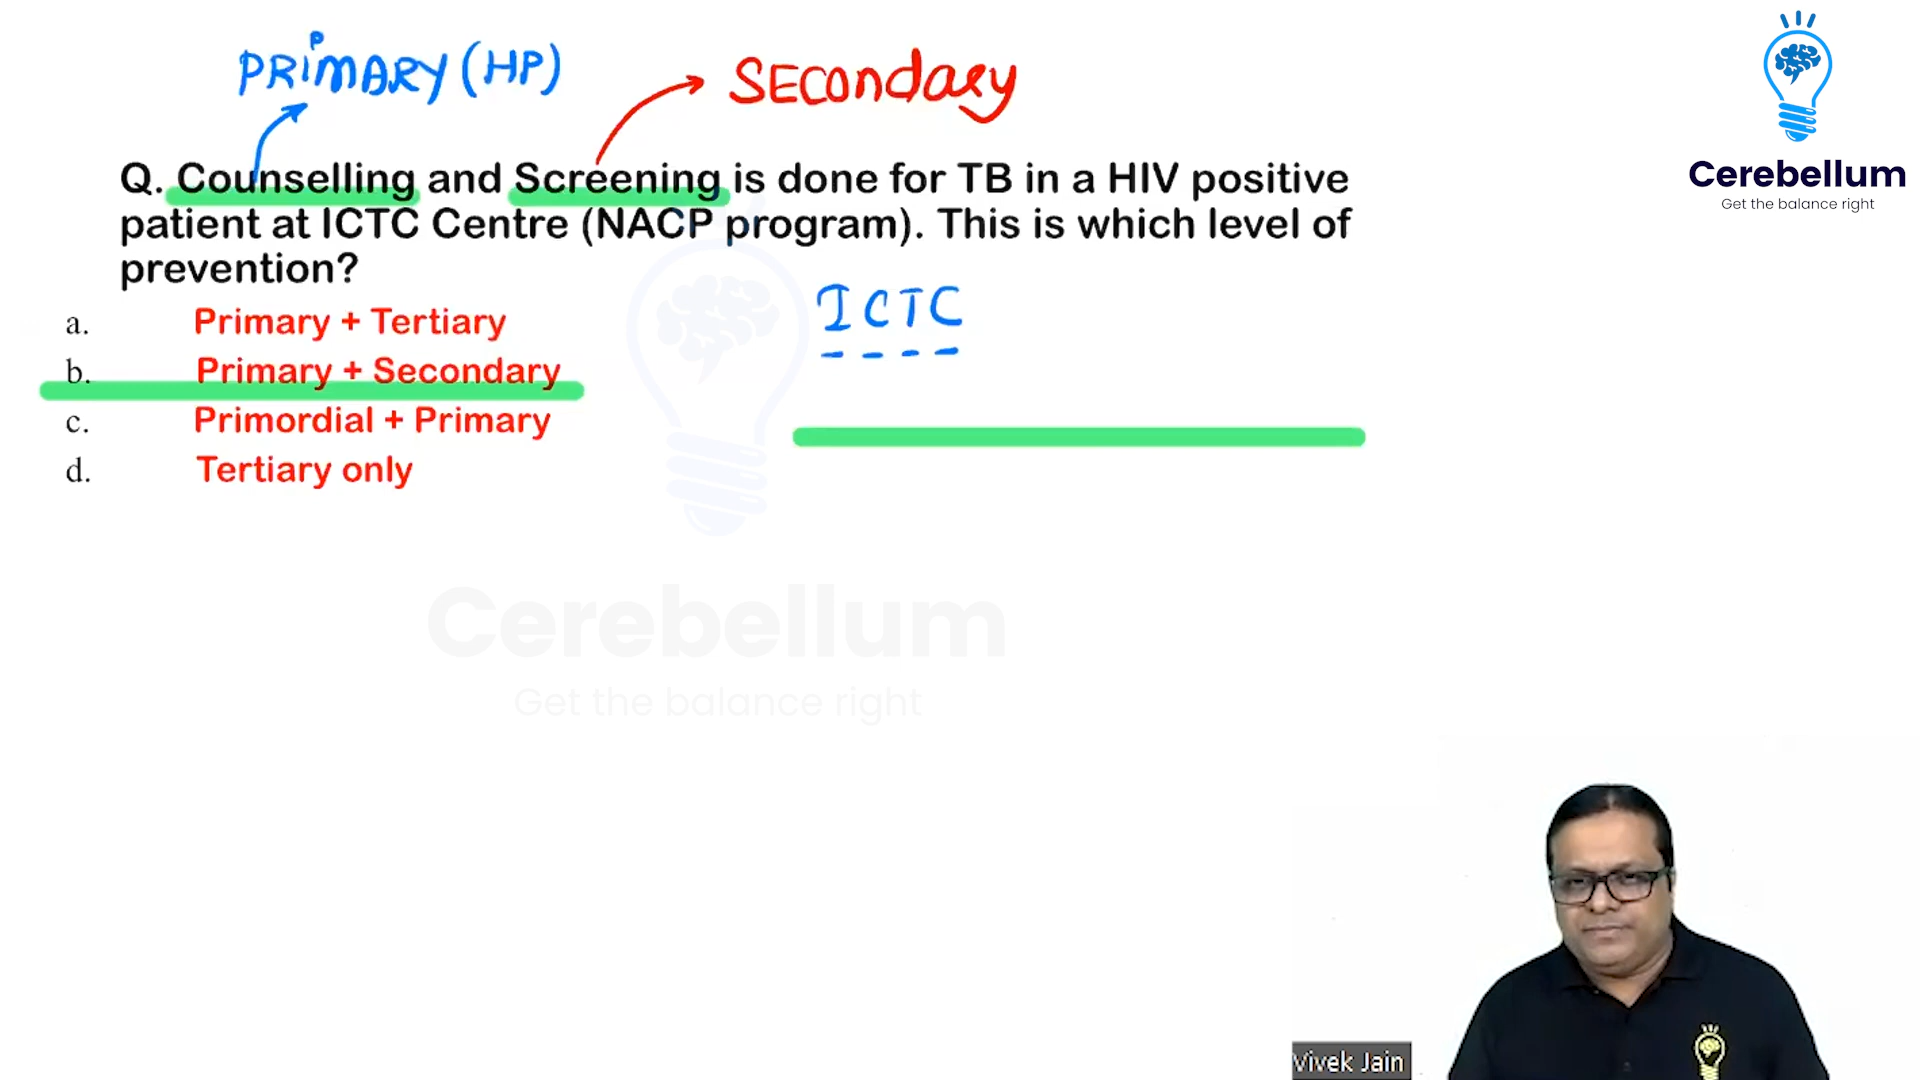 PRiMARY (HP)
SEConda​ry
Q. Counselling and Screening is done for TB in a HIV positive
patient at ICTC Centre (NACP program). This is which level of
prevention?
ICTC
a. Primary + Tertiary
b. Primary + Secondary
c. Primordial + Primary
d. Tertiary only
Cerebellum
Get the balance right
Cerebellum
Get the balance right
Vivek Jain